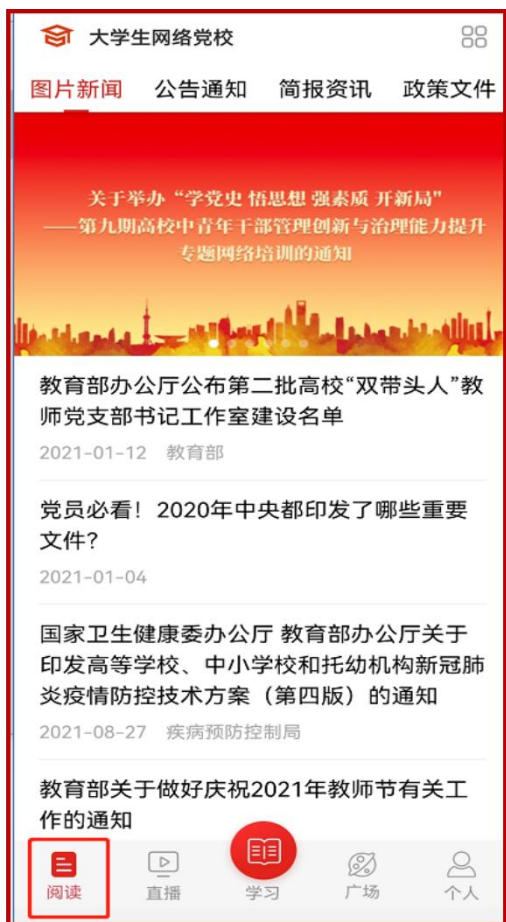 大学生网络党校
图片新闻 公告通知 简报资讯 政策文件
关于举办“学党史 悟思想 强素质 开新局"
——第九期高校中青年干部管理创新与治理能力提升
专题网络培训的通知
教育部办公厅公布第二批高校“双带头人”教
师党支部书记工作室建设名单
2021-01-12 教育部
党员必看！2020年中央都印发了哪些重要
文件？
2021-01-04
国家卫生健康委办公厅 教育部办公厅关于
印发高等学校、中小学校和托幼机构新冠肺
炎疫情防控技术方案（第四版）的通知
2021-08-27 疾病预防控制局
教育部关于做好庆祝2021年教师节有关工
作的通知
阅读 直播 学习 广场 个人